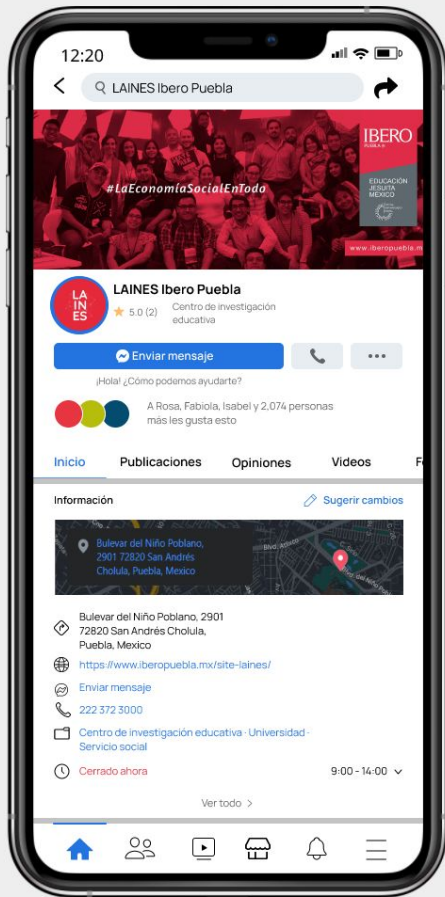 12:20
LAINES Ibero Puebla
IBERO
PUEBLA
EDUCACIÓN
JESUITA
MÉXICO
#LaEconomíaSocialEnTodo
www.iberopuebla.m
LA
IN
ES
LAINES Ibero Puebla
5.0 (2)
Centro de investigación
educativa
Enviar mensaje
¡Hola! ¿Cómo podemos ayudarte?
A Rosa, Fabiola, Isabel y 2,074 personas
más les gusta esto
Inicio Publicaciones Opiniones Videos F
Información
Sugerir cambios
Bulevar del Niño Poblano,
2901 72820 San Andrés
Cholula, Puebla, Mexico
Bulevar del Niño Poblano, 2901
72820 San Andrés Cholula,
Puebla, Mexico
https://www.iberopuebla.mx/site-laines/
Enviar mensaje
222 372 3000
Centro de investigación educativa · Universidad ·
Servicio social
Cerrado ahora 9:00 - 14:00
Ver todo >